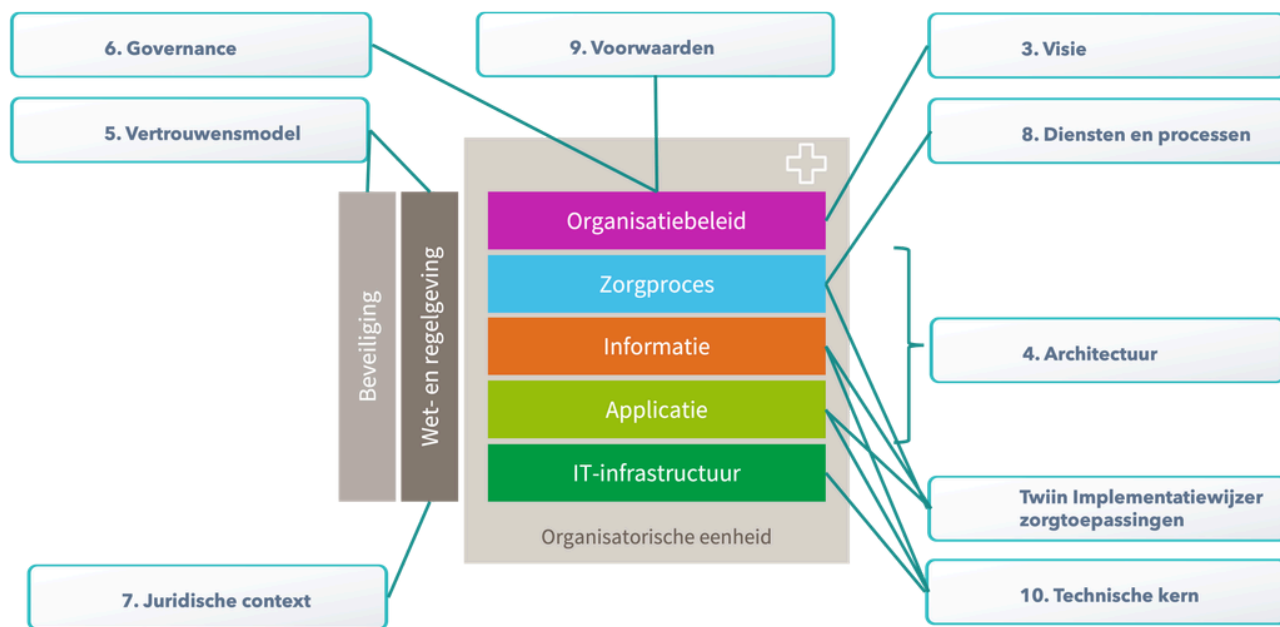 6. Governance
9. Voorwaarden
3. Visie
5. Vertrouwensmodel
8. Diensten en processen
Beveiliging
Wet- en regelgeving
Organisatiebeleid
Zorgproces
Informatie
Applicatie
IT-infrastructuur
Organisatorische eenheid
4. Architectuur
Twiin Implementatiewijzer
zorgtoepassingen
7. Juridische context
10. Technische kern